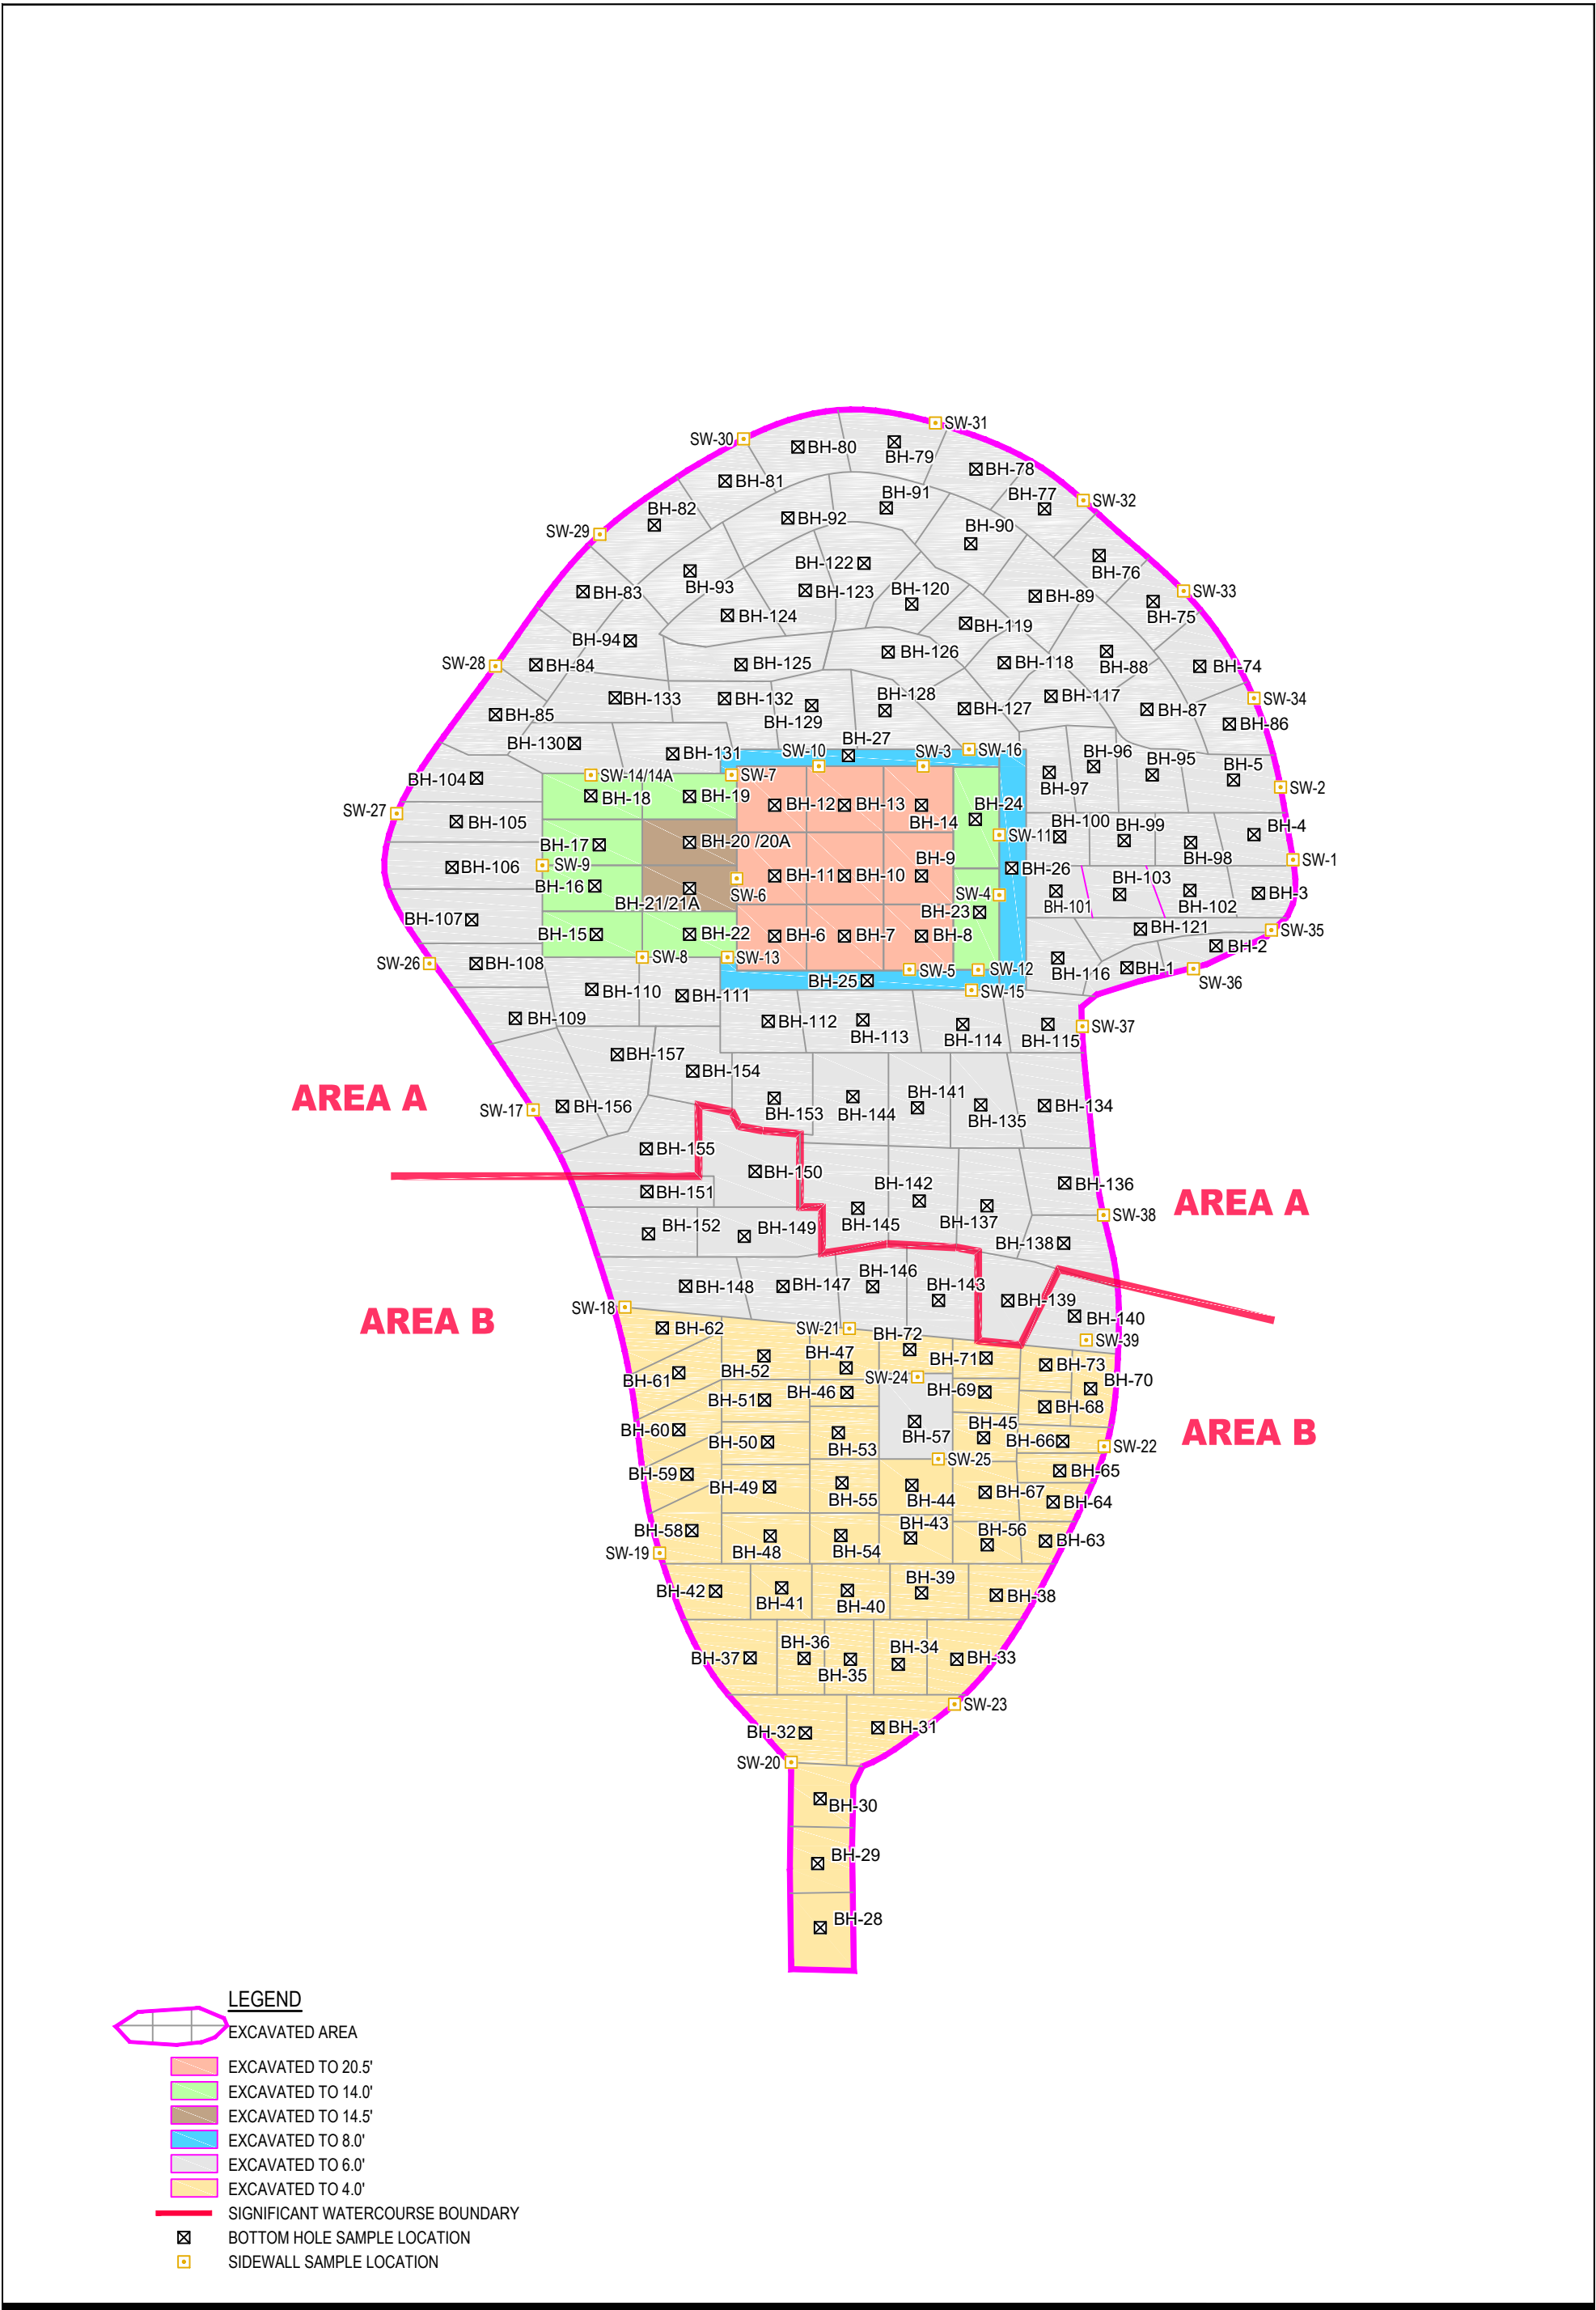 SW-31
SW-30
BH-80
BH-79
BH-78
BH-81
BH-77
SW-32
BH-91
BH-82
BH-92
BH-90
SW-29
BH-122
BH-76
BH-93
BH-83
BH-123
BH-120
BH-89
SW-33
BH-75
BH-124
BH-119
BH-94
BH-126
SW-28
BH-84
BH-125
BH-118
BH-88
BH-74
BH-133
BH-132
BH-128
BH-117
SW-34
BH-85
BH-129
BH-127
BH-87
BH-86
BH-130
BH-27
BH-131
SW-10
SW-3
SW-16
BH-96
BH-95
BH-5
BH-104
SW-14/14A
SW-7
BH-97
SW-2
BH-18
BH-19
BH-12
BH-13
BH-24
SW-27
BH-105
BH-14
BH-100
BH-99
BH-4
SW-11
BH-17
BH-20 /20A
BH-98
BH-9
SW-1
BH-106
SW-9
BH-11
BH-10
BH-26
BH-103
BH-16
SW-6
SW-4
BH-3
BH-21/21A
BH-101
BH-102
BH-107
BH-23
BH-15
BH-22
BH-6
BH-7
BH-8
BH-121
SW-35
BH-2
SW-26
BH-108
SW-8
SW-13
SW-5
SW-12
BH-116
BH-1
SW-36
BH-25
BH-110
BH-111
SW-15
BH-109
BH-112
BH-113
BH-114
BH-115
SW-37
BH-157
BH-154
AREA A
BH-141
SW-17
BH-156
BH-153
BH-144
BH-135
BH-134
BH-155
BH-150
BH-142
BH-136
BH-151
AREA A
BH-152
BH-149
BH-145
BH-137
SW-38
BH-138
BH-146
BH-148
BH-147
BH-143
BH-139
SW-18
AREA B
BH-140
BH-62
SW-21
BH-72
SW-39
BH-47
BH-71
BH-73
BH-52
BH-61
SW-24
BH-70
BH-51
BH-46
BH-69
BH-68
BH-60
BH-45
BH-50
BH-53
BH-57
BH-66
SW-22
AREA B
SW-25
BH-59
BH-65
BH-49
BH-55
BH-44
BH-67
BH-64
BH-58
BH-43
BH-56
BH-63
SW-19
BH-48
BH-54
BH-42
BH-41
BH-40
BH-39
BH-38
BH-37
BH-36
BH-35
BH-34
BH-33
SW-23
BH-32
BH-31
SW-20
BH-30
BH-29
BH-28
LEGEND
EXCAVATED AREA
EXCAVATED TO 20.5'
EXCAVATED TO 14.0'
EXCAVATED TO 14.5'
EXCAVATED TO 8.0'
EXCAVATED TO 6.0'
EXCAVATED TO 4.0'
SIGNIFICANT WATERCOURSE BOUNDARY
BOTTOM HOLE SAMPLE LOCATION
SIDEWALL SAMPLE LOCATION